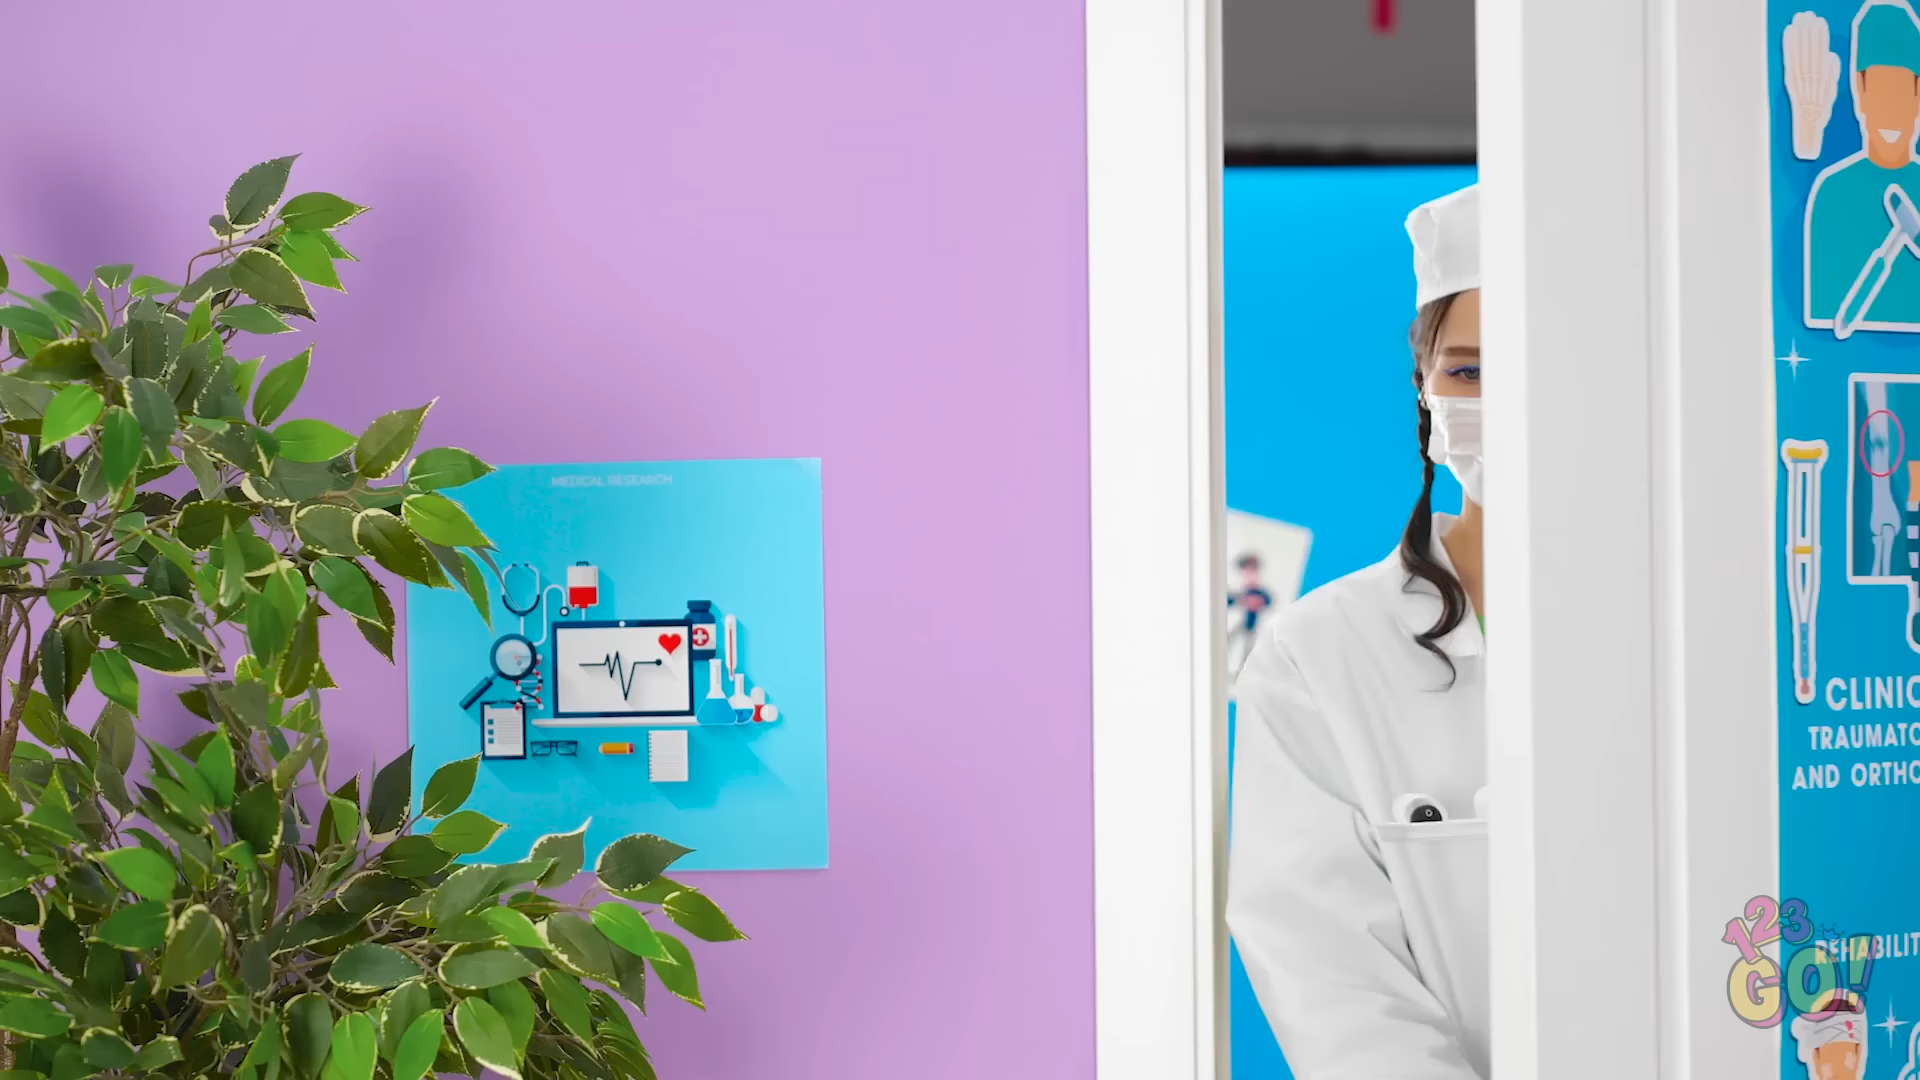 MEDICAL RESEARCH
CLINIC
TRAUMATO
AND ORTHO
REHABILIT
123
GO!